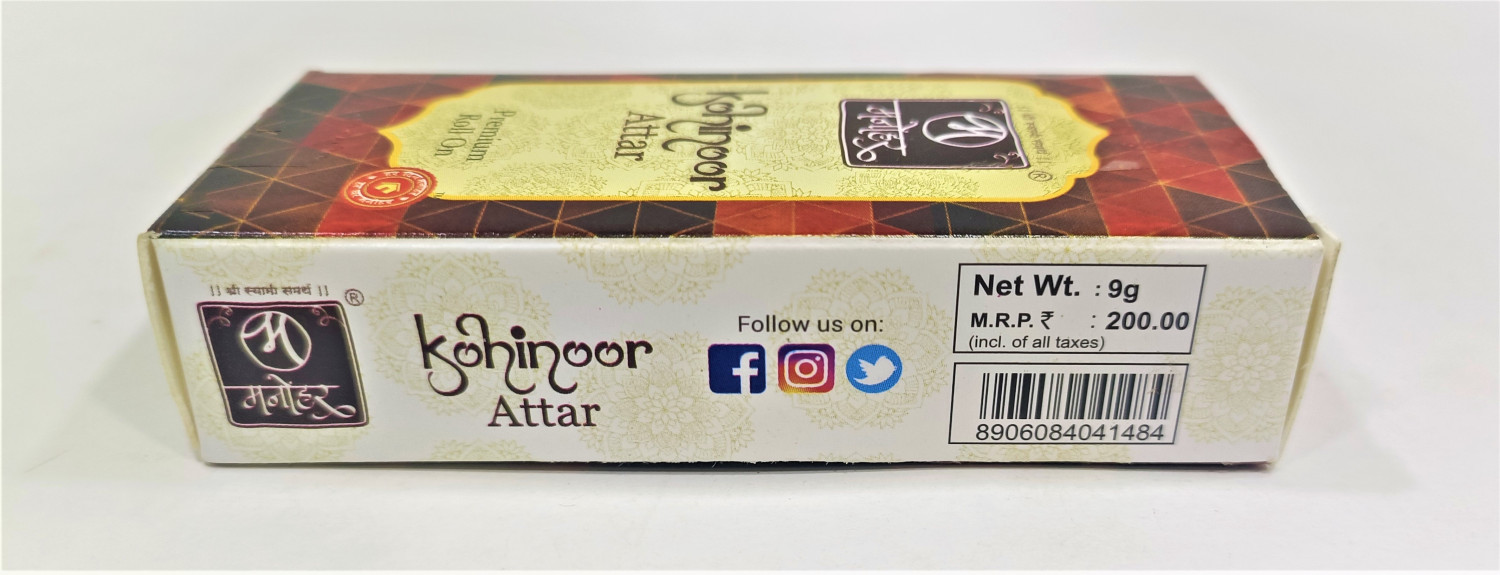 kohinoor
Attar
Premium
Roll On
मनोहर
®
|| श्री स्वामी समर्थ ||
®
मनोहर
kohinoor
Attar
Follow us on:
Net Wt. : 9g
M.R.P. ₹ : 200.00
(incl. of all taxes)
8906084041484